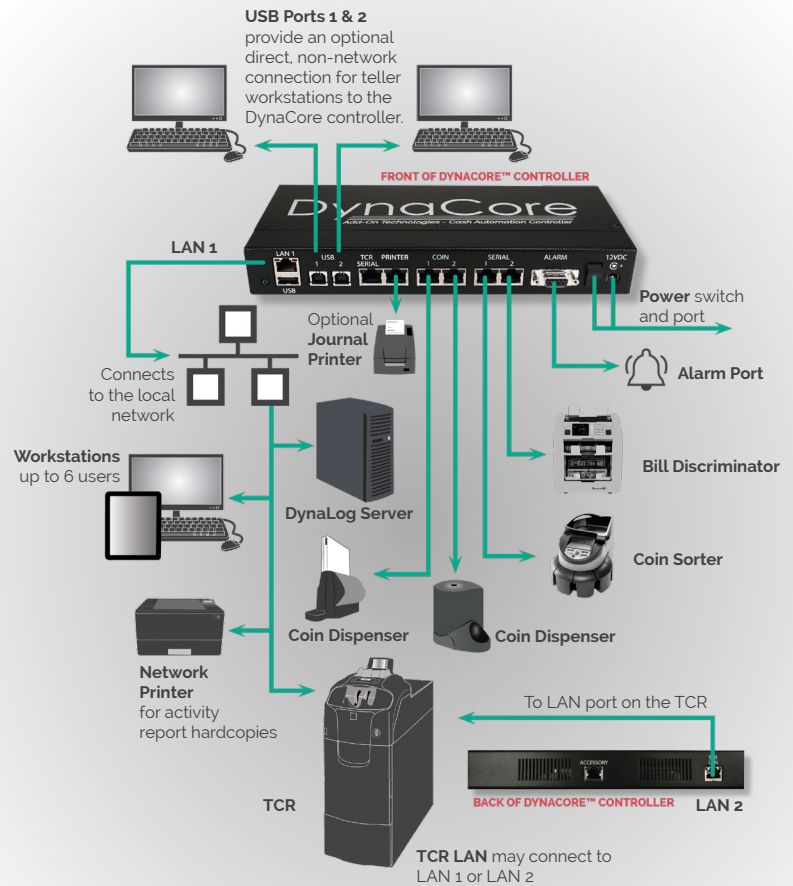 USB Ports 1 & 2
provide an optional
direct, non-network
connection for teller
workstations to the
DynaCore controller.
FRONT OF DYNACORE™ CONTROLLER
DynaCore
Add-On Technologies - Cash Automation Controller
LAN 1
LAN 1
USB
USB
1 2
TCR
SERIAL
PRINTER
COIN
1 2
SERIAL
1 2
ALARM
12VDC
Power switch
and port
Optional
Journal
Printer
Alarm Port
Connects
to the local
network
Workstations
up to 6 users
Bill Discriminator
DynaLog Server
Coin Sorter
Coin Dispenser
Coin Dispenser
Network
Printer
for activity
report hardcopies
To LAN port on the TCR
ACCESSORY
BACK OF DYNACORE™ CONTROLLER
LAN 2
TCR
TCR LAN may connect to
LAN 1 or LAN 2